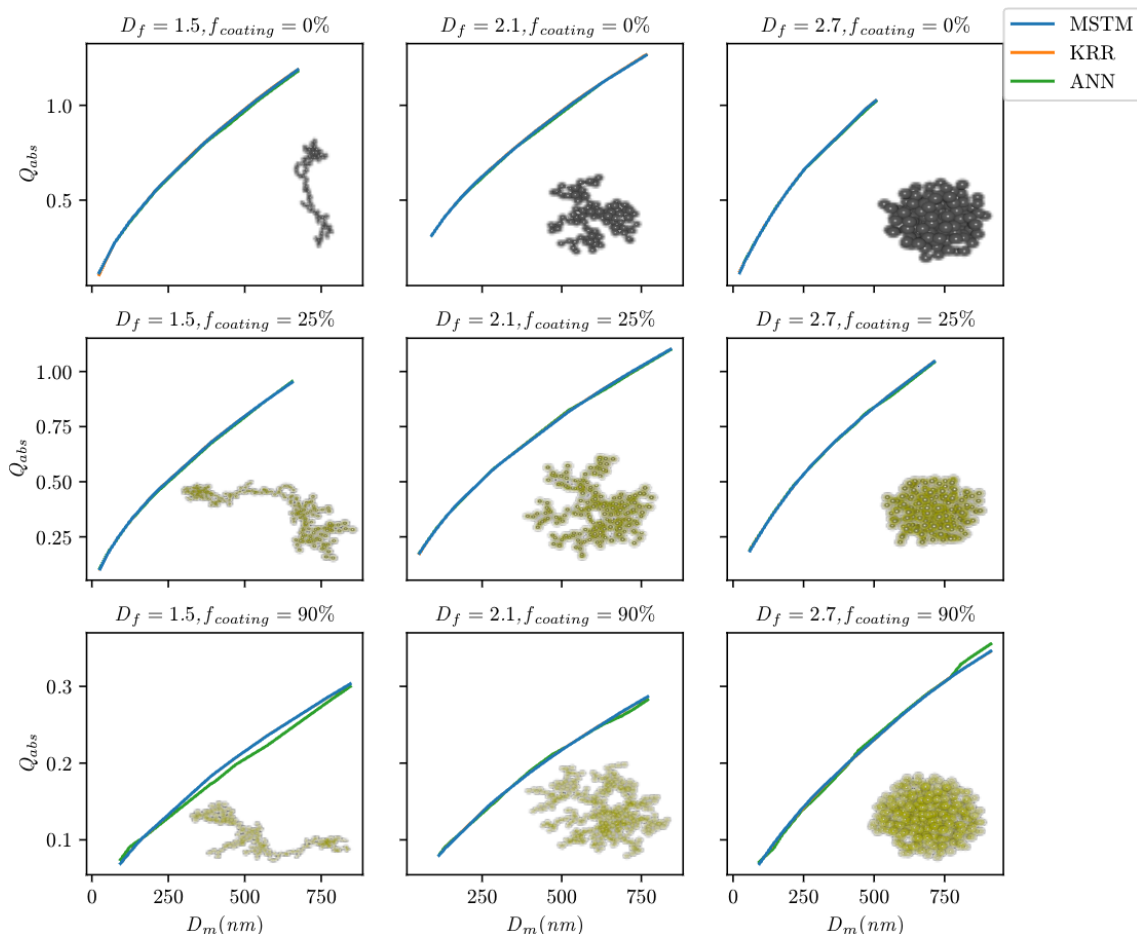 D_f = 1.5, f_coating = 0%
D_f = 2.1, f_coating = 0%
D_f = 2.7, f_coating = 0%
MSTM
KRR
ANN
Q_abs
1.0
0.5
D_f = 1.5, f_coating = 25%
D_f = 2.1, f_coating = 25%
D_f = 2.7, f_coating = 25%
Q_abs
1.00
0.75
0.50
0.25
D_f = 1.5, f_coating = 90%
D_f = 2.1, f_coating = 90%
D_f = 2.7, f_coating = 90%
Q_abs
0.3
0.2
0.1
0 250 500 750
0 250 500 750
0 250 500 750
D_m(nm)
D_m(nm)
D_m(nm)